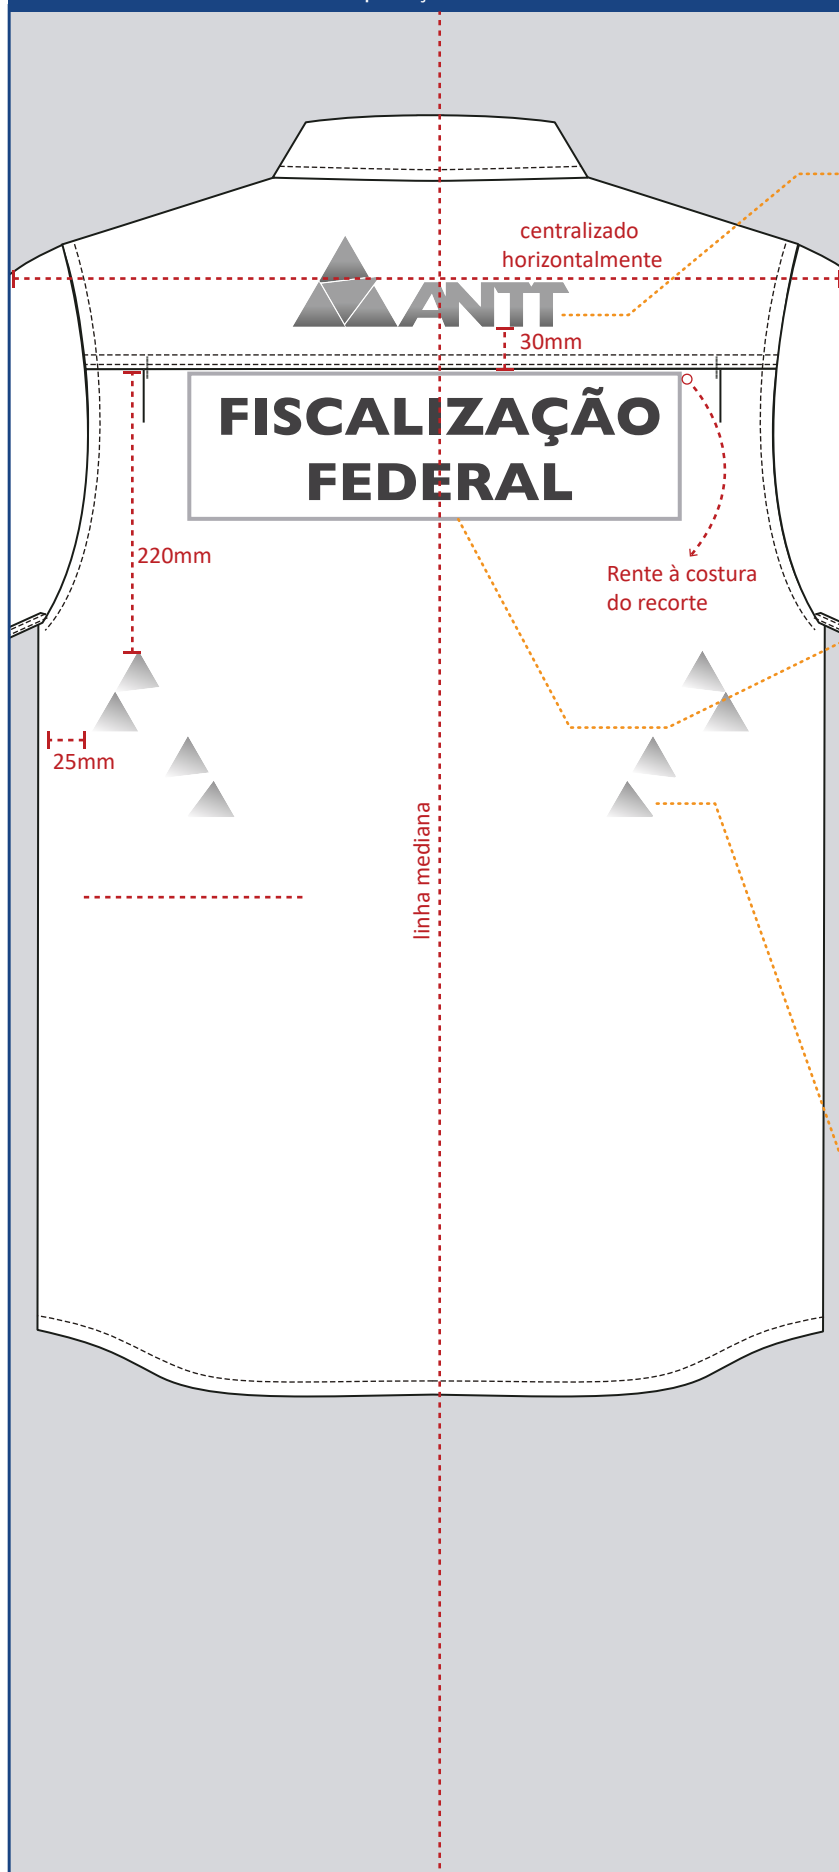 centralizado
horizontalmente
ANTT
30mm
FISCALIZAÇÃO
FEDERAL
220mm
Rente à costura
do recorte
25mm
linha mediana